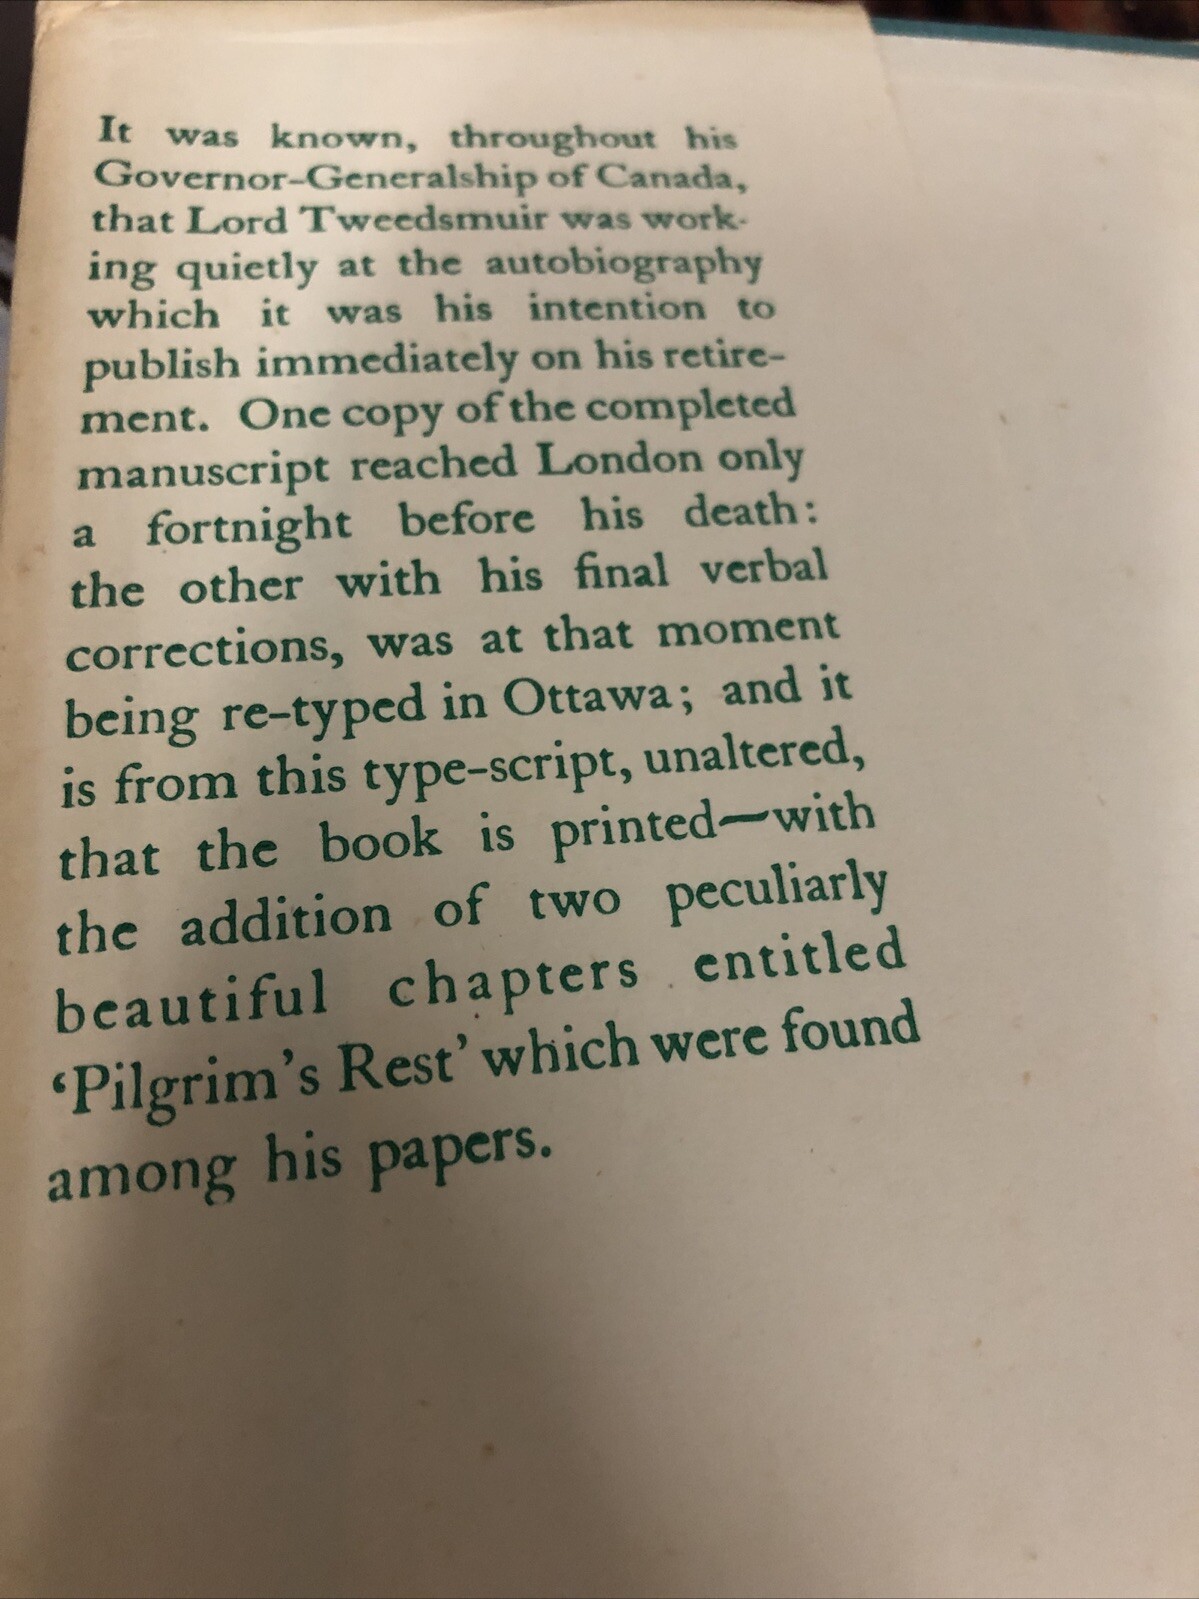 It was known, throughout his
Governor-Generalship of Canada,
that Lord Tweedsmuir was work-
ing quietly at the autobiography
which it was his intention to
publish immediately on his retire-
ment. One copy of the completed
manuscript reached London only
a fortnight before his death:
the other with his final verbal
corrections, was at that moment
being re-typed in Ottawa; and it
is from this type-script, unaltered,
that the book is printed—with
the addition of two peculiarly
beautiful chapters entitled
‘Pilgrim’s Rest’ which were found
among his papers.